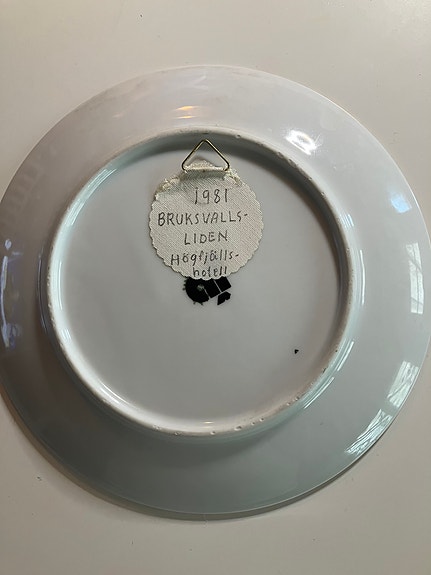 1981
BRUKSVALLS-
LIDEN
Högfjälls-
hotell